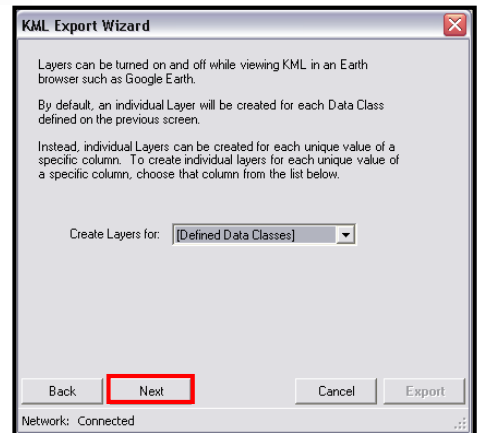 KML Export Wizard
Layers can be turned on and off while viewing KML in an Earth
browser such as Google Earth.
By default, an individual Layer will be created for each Data Class
defined on the previous screen.
Instead, individual Layers can be created for each unique value of a
specific column. To create individual layers for each unique value of
a specific column, choose that column from the list below.
Create Layers for: [Defined Data Classes]
Back Next Cancel Export
Network: Connected